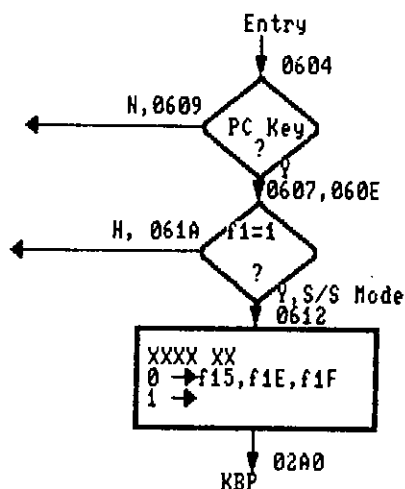 Entry
0604
N,0609
PC Key
?
Y
0607,060E
N, 061A
f1=1
?
Y,S/S Mode
0612
XXXX XX
0 → f15,f1E,f1F
1 →
02A0
KBP